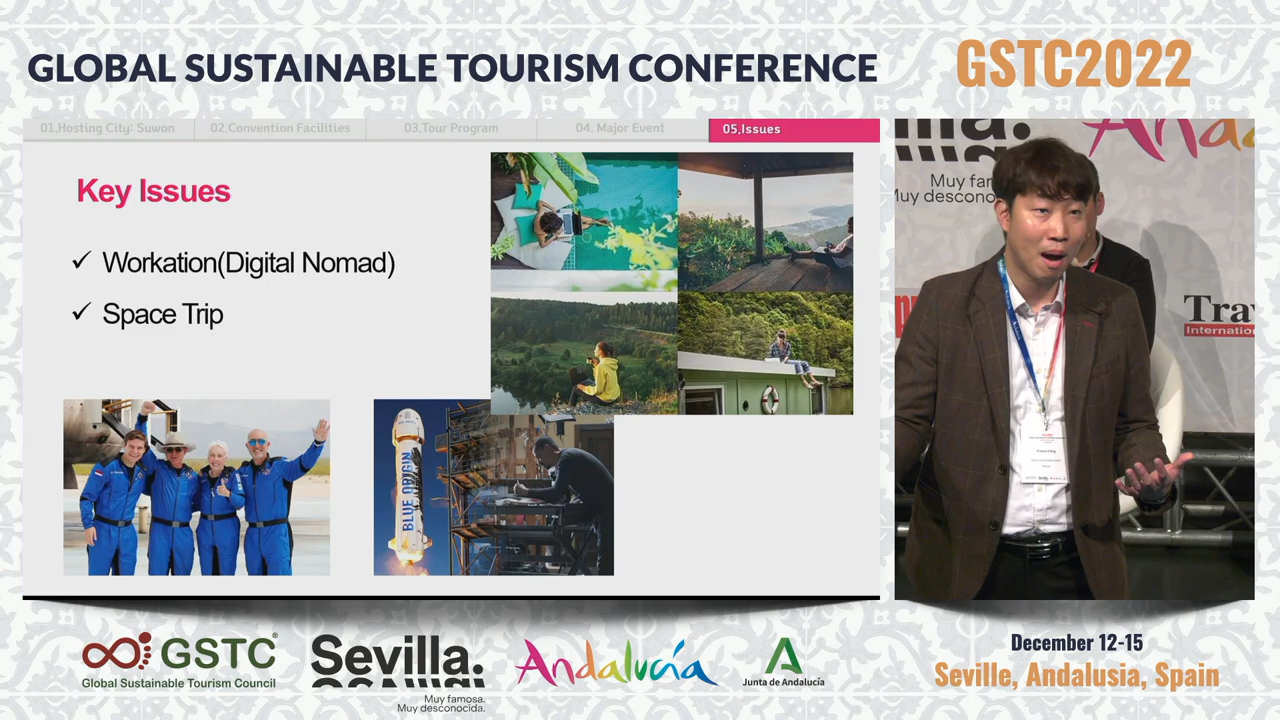 GLOBAL SUSTAINABLE TOURISM CONFERENCE
GSTC2022
01.Hosting City: Suwon
02.Convention Facilities
03.Tour Program
04. Major Event
05.Issues
Key Issues
✓ Workation(Digital Nomad)
✓ Space Trip
BLUE ORIGIN
Muy
Muy
Tra
Internation
GSTC®
Global Sustainable Tourism Council
Sevilla.
Muy famosa.
Muy desconocida.
Andalucía
Junta de Andalucía
December 12-15
Seville, Andalusia, Spain